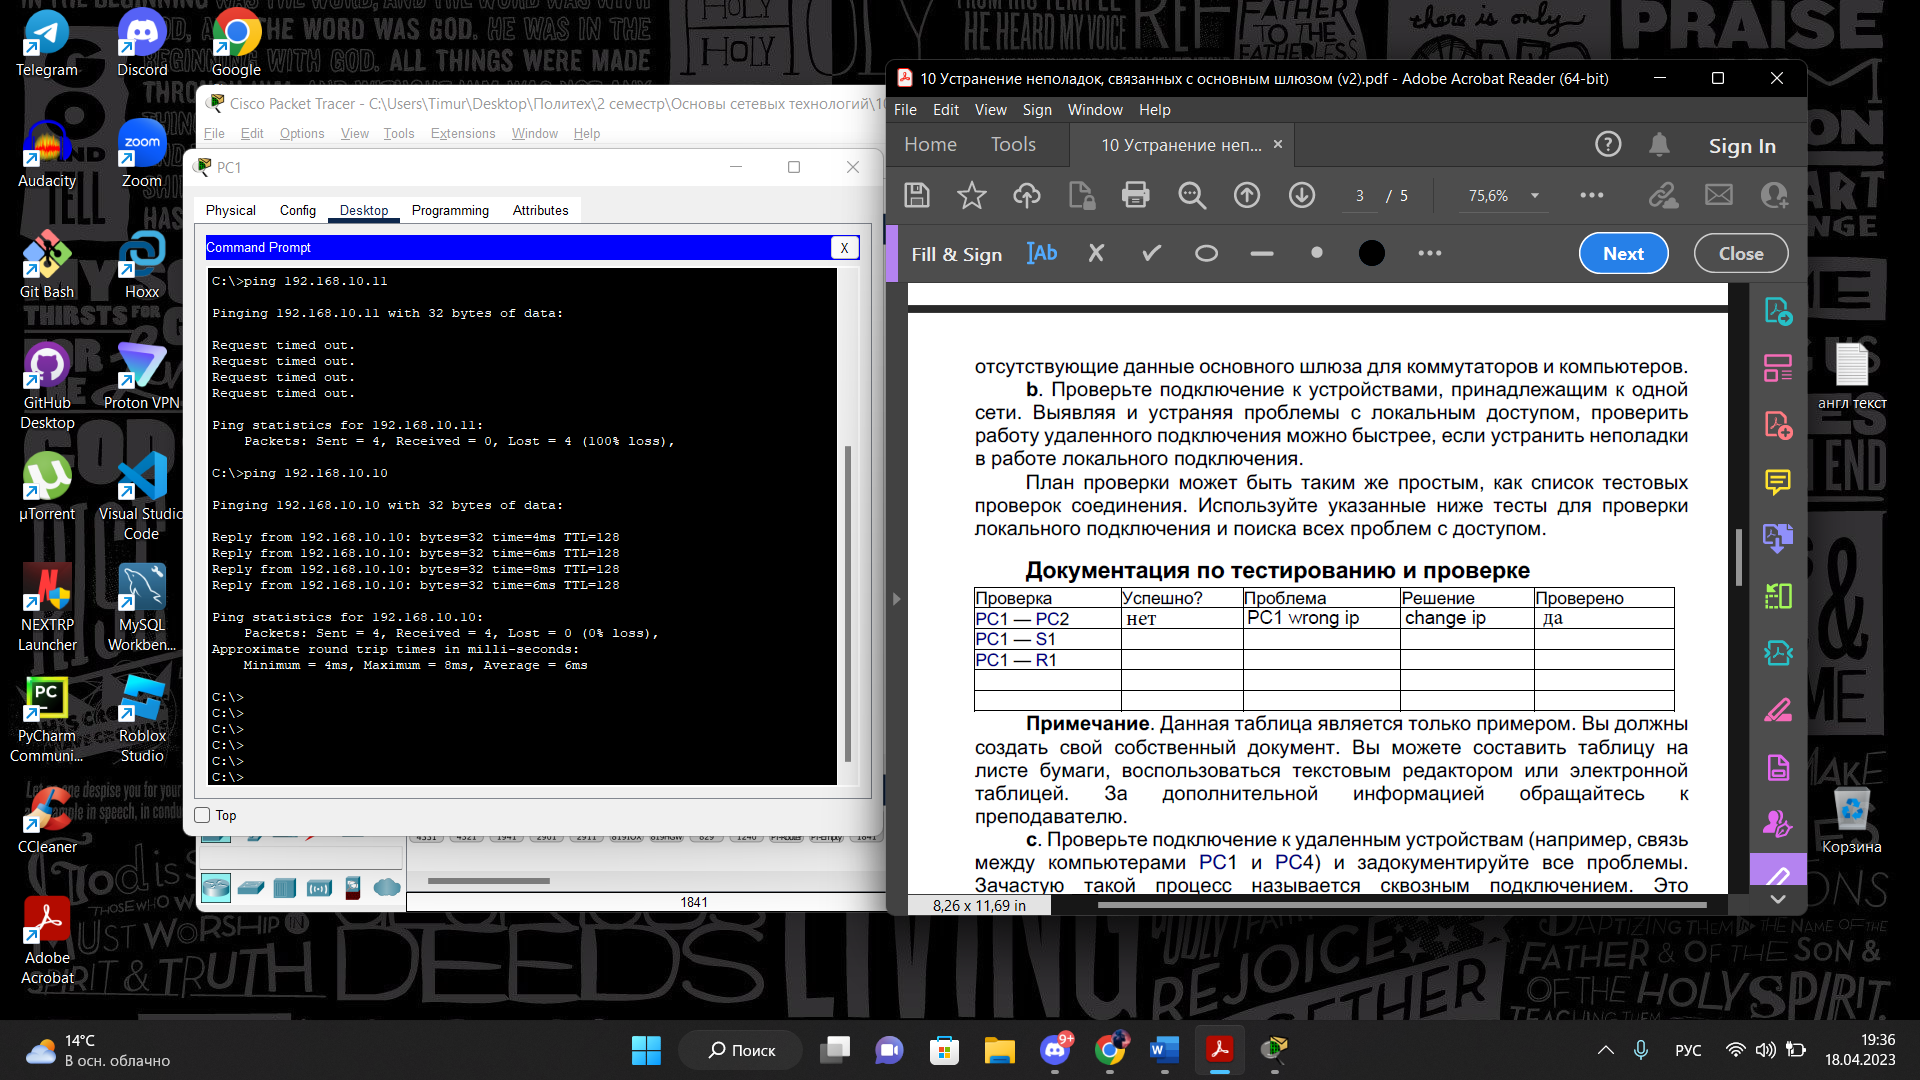 Telegram
Discord
Google
Audacity
Zoom
Git Bash
Hoxx
GitHub Desktop
Proton VPN
µTorrent
Visual Studio Code
NEXTRP Launcher
MySQL Workben...
PyCharm Communi...
Roblox Studio
CCleaner
Adobe Acrobat
англ текст
Корзина
Cisco Packet Tracer - C:\Users\Timur\Desktop\Политех\2 семестр\Основы сетевых технологий\10
File Edit Options View Tools Extensions Window Help
PC1
Physical Config Desktop Programming Attributes
Command Prompt X
C:\>ping 192.168.10.11
Pinging 192.168.10.11 with 32 bytes of data:
Request timed out.
Request timed out.
Request timed out.
Request timed out.
Ping statistics for 192.168.10.11:
Packets: Sent = 4, Received = 0, Lost = 4 (100% loss),
C:\>ping 192.168.10.10
Pinging 192.168.10.10 with 32 bytes of data:
Reply from 192.168.10.10: bytes=32 time=4ms TTL=128
Reply from 192.168.10.10: bytes=32 time=6ms TTL=128
Reply from 192.168.10.10: bytes=32 time=8ms TTL=128
Reply from 192.168.10.10: bytes=32 time=6ms TTL=128
Ping statistics for 192.168.10.10:
Packets: Sent = 4, Received = 4, Lost = 0 (0% loss),
Approximate round trip times in milli-seconds:
Minimum = 4ms, Maximum = 8ms, Average = 6ms
C:\>
C:\>
C:\>
C:\>
C:\>
C:\>
Top
1841
10 Устранение неполадок, связанных с основным шлюзом (v2).pdf - Adobe Acrobat Reader (64-bit)
File Edit View Sign Window Help
Home Tools 10 Устранение неп... × Sign In
3 / 5 75,6%
Fill & Sign Ab Next Close
отсутствующие данные основного шлюза для коммутаторов и компьютеров.
b. Проверьте подключение к устройствам, принадлежащим к одной
сети. Выявляя и устраняя проблемы с локальным доступом, проверить
работу удаленного подключения можно быстрее, если устранить неполадки
в работе локального подключения.
План проверки может быть таким же простым, как список тестовых
проверок соединения. Используйте указанные ниже тесты для проверки
локального подключения и поиска всех проблем с доступом.
Документация по тестированию и проверке
Проверка Успешно? Проблема Решение Проверено
PC1 — PC2 нет PC1 wrong ip change ip да
PC1 — S1
PC1 — R1
Примечание. Данная таблица является только примером. Вы должны
создать свой собственный документ. Вы можете составить таблицу на
листе бумаги, воспользоваться текстовым редактором или электронной
таблицей. За дополнительной информацией обращайтесь к
преподавателю.
c. Проверьте подключение к удаленным устройствам (например, связь
между компьютерами PC1 и PC4) и задокументируйте все проблемы.
Зачастую такой процесс называется сквозным подключением. Это
8,26 x 11,69 in
14°C
В осн. облачно
Поиск
9+
РУС
19:36
18.04.2023